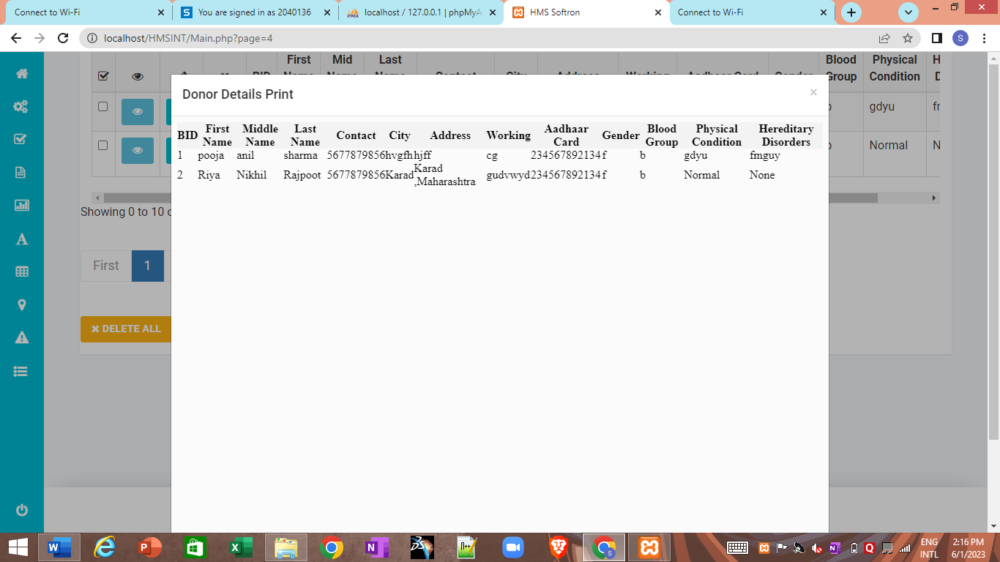 Connect to Wi-Fi
You are signed in as 2040136
localhost / 127.0.0.1 | phpMyA
HMS Softron
Connect to Wi-Fi
localhost/HMSINT/Main.php?page=4
S
First
Mid
Last
Blood
Group
Physical
Condition
gdyu
Normal
Donor Details Print ×
BID First Name Middle Name Last Name Contact City Address Working Aadhaar Card Gender Blood Group Physical Condition Hereditary Disorders
1 pooja anil sharma 5677879856 hvgfh hjff cg 234567892134 f b gdyu fmguy
2 Riya Nikhil Rajpoot 5677879856 Karad Karad ,Maharashtra gudvwyd 234567892134 f b Normal None
Showing 0 to 10
First 1
DELETE ALL
ENG 2:16 PM
INTL 6/1/2023